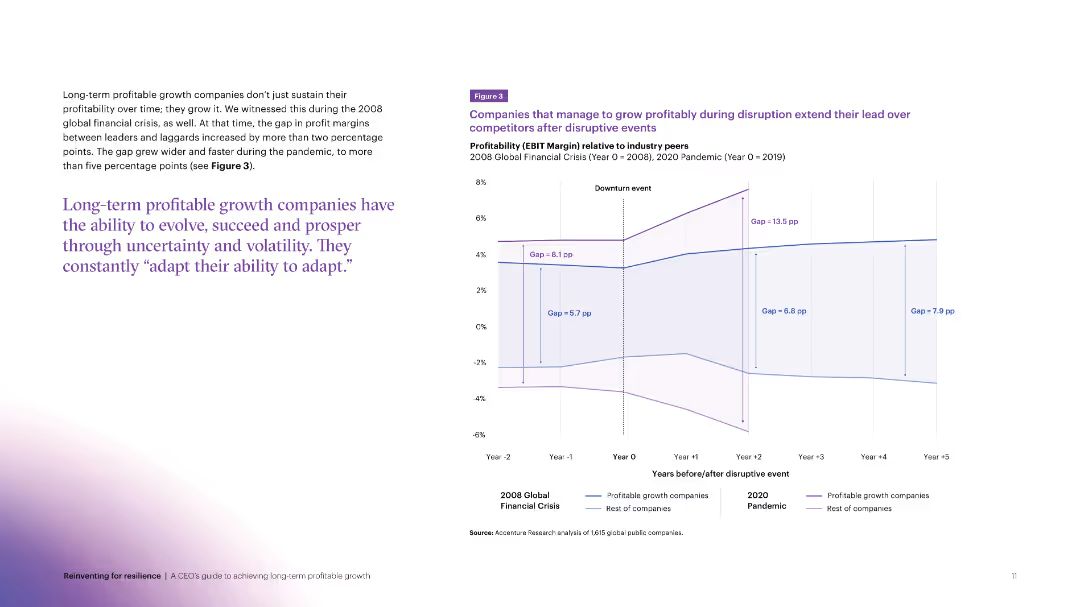 Long-term profitable growth companies don't just sustain their
profitability over time; they grow it. We witnessed this during the 2008
global financial crisis, as well. At that time, the gap in profit margins
between leaders and laggards increased by more than two percentage
points. The gap grew wider and faster during the pandemic, to more
than five percentage points (see Figure 3).
Long-term profitable growth companies have
the ability to evolve, succeed and prosper
through uncertainty and volatility. They
constantly “adapt their ability to adapt.”
Figure 3
Companies that manage to grow profitably during disruption extend their lead over
competitors after disruptive events
Profitability (EBIT Margin) relative to industry peers
2008 Global Financial Crisis (Year 0 = 2008), 2020 Pandemic (Year 0 = 2019)
8%
6%
4%
2%
0%
-2%
-4%
-6%
Downturn event
Gap = 8.1 pp
Gap = 5.7 pp
Gap = 13.5 pp
Gap = 6.8 pp
Gap = 7.9 pp
Year -2
Year -1
Year 0
Year +1
Year +2
Year +3
Year +4
Year +5
Years before/after disruptive event
2008 Global
Financial Crisis
Profitable growth companies
Rest of companies
2020
Pandemic
Profitable growth companies
Rest of companies
Source: Accenture Research analysis of 1,615 global public companies.
Reinventing for resilience | A CEO's guide to achieving long-term profitable growth
11